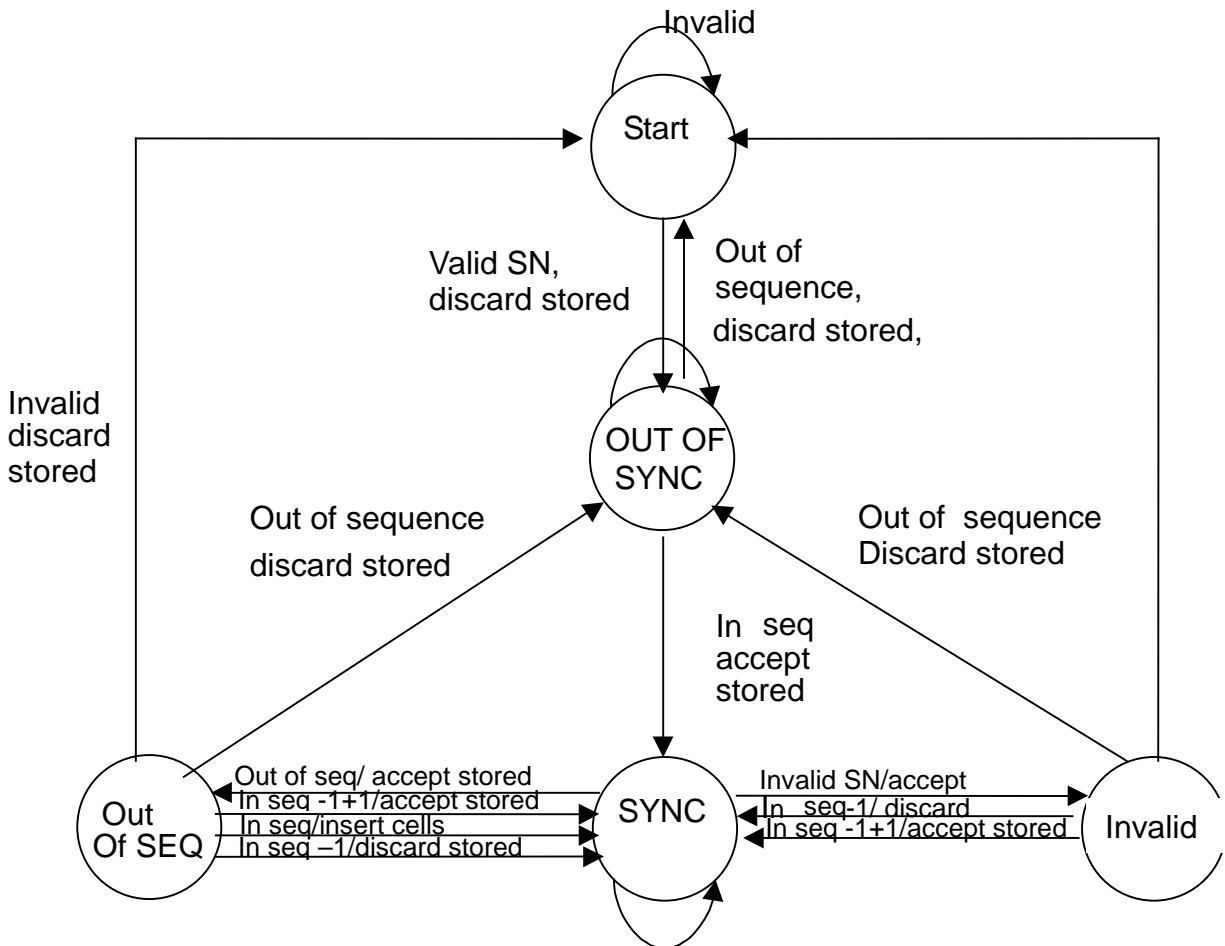 Invalid
Start
Valid SN,
discard stored
Out of
sequence,
discard stored,
Invalid
discard
stored
OUT OF
SYNC
Out of sequence
discard stored
Out of sequence
Discard stored
In seq
accept
stored
Out of seq/ accept stored
In seq -1+1/accept stored
In seq/insert cells
In seq –1/discard stored
Out
Of SEQ
SYNC
Invalid SN/accept
In seq-1/ discard
In seq -1+1/accept stored
Invalid